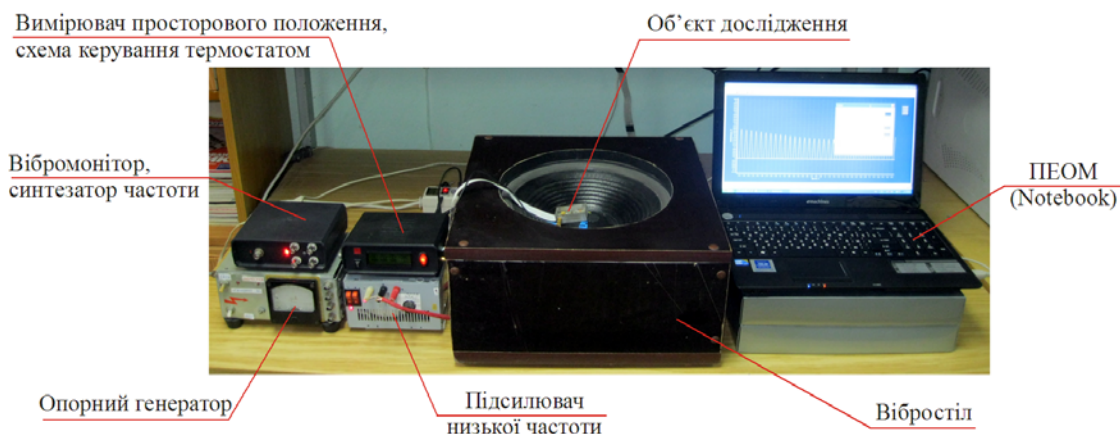 Вимірювач просторового положення,
схема керування термостатом
Об’єкт дослідження
Вібромонітор,
синтезатор частоти
ПЕОМ
(Notebook)
Опорний генератор
Підсилювач
низької частоти
Вібростіл